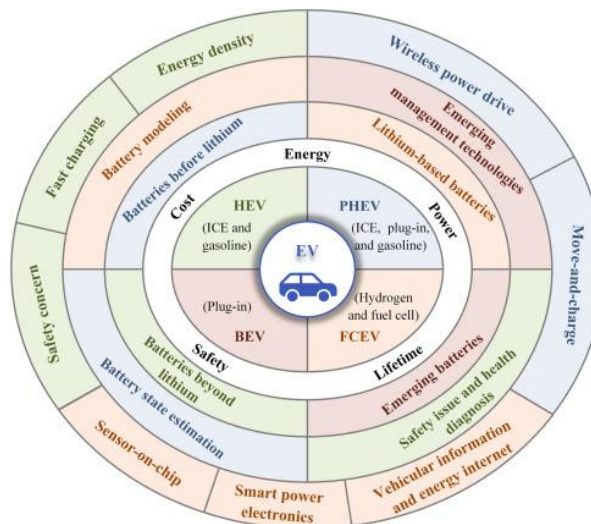 Energy density
Wireless power drive
Fast charging
Battery modeling
Emerging
management technologies
Batteries before lithium
Lithium-based batteries
Energy
Cost
Power
HEV
(ICE and
gasoline)
PHEV
(ICE, plug-in,
and gasoline)
EV
(Plug-in)
BEV
(Hydrogen
and fuel cell)
FCEV
Safety
Lifetime
Move-and-charge
Safety concern
Batteries beyond
lithium
Emerging batteries
Battery state estimation
Safety issue and health
diagnosis
Sensor-on-chip
Smart power
electronics
Vehicular information
and energy internet